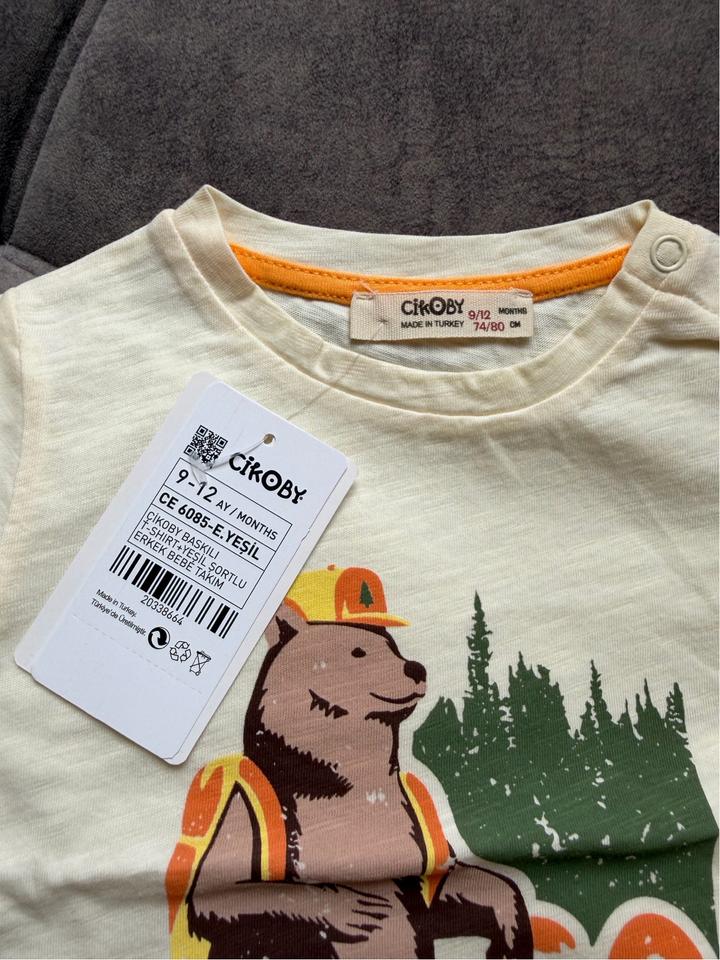 CiKOBY 9/12 MONTHS
MADE IN TURKEY 74/80 CM
CiKOBY
9-12 AY / MONTHS
CE 6085-E.YEŞİL
ÇİKOBY BASKILI
T-SHIRT+YEŞİL ŞORTLU
ERKEK BEBE TAKIM
20338664
Made in Turkey.
Türkiye'de Üretilmiştir.